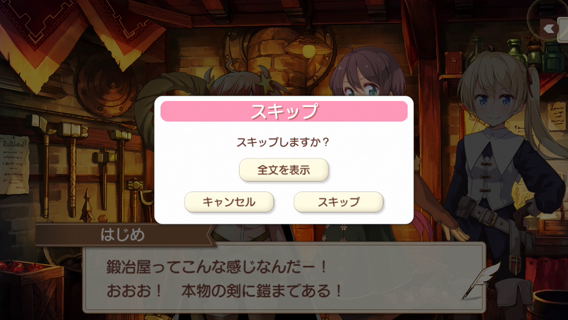 スキップ
スキップしますか？
全文を表示
キャンセル
スキップ
はじめ
鍛冶屋ってこんな感じなんだー！
おおお！　本物の剣に鎧まである！